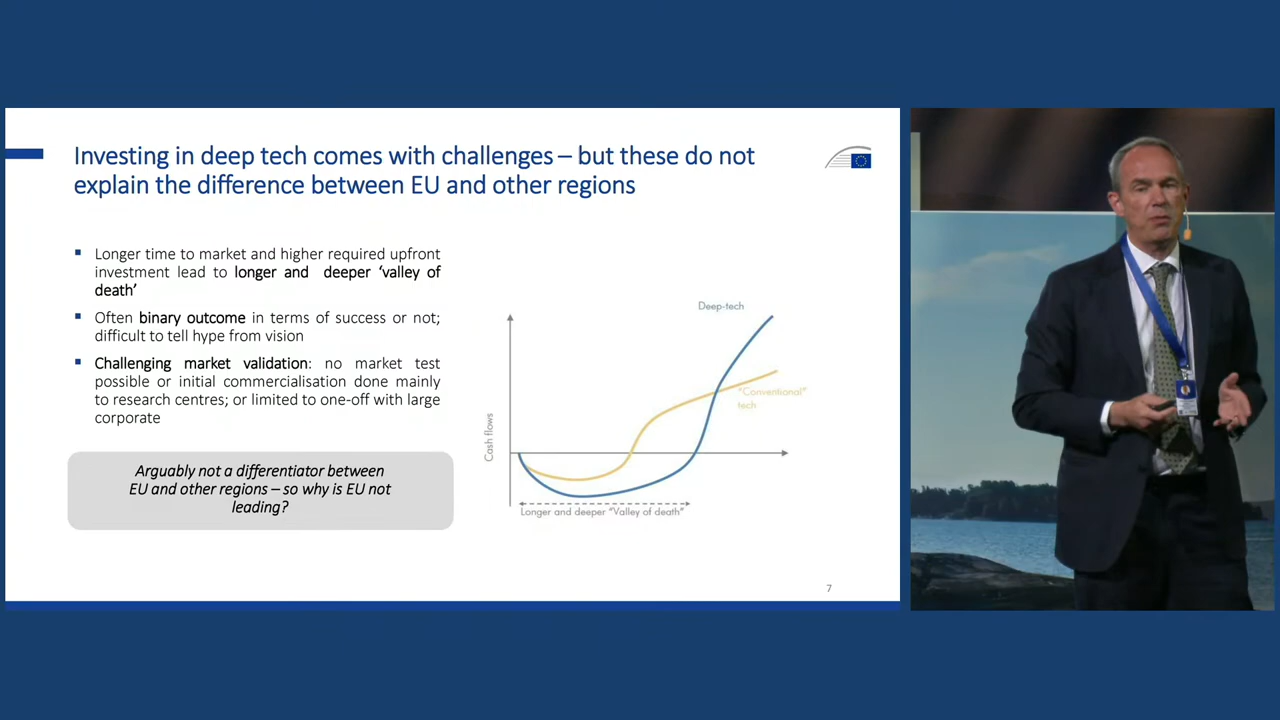 Investing in deep tech comes with challenges – but these do not
explain the difference between EU and other regions
Longer time to market and higher required upfront
investment lead to longer and deeper ‘valley of
death’
Often binary outcome in terms of success or not;
difficult to tell hype from vision
Challenging market validation: no market test
possible or initial commercialisation done mainly
to research centres; or limited to one-off with large
corporate
Arguably not a differentiator between
EU and other regions – so why is EU not
leading?
Deep-tech
“Conventional”
tech
Cash flows
Longer and deeper “Valley of death”
7